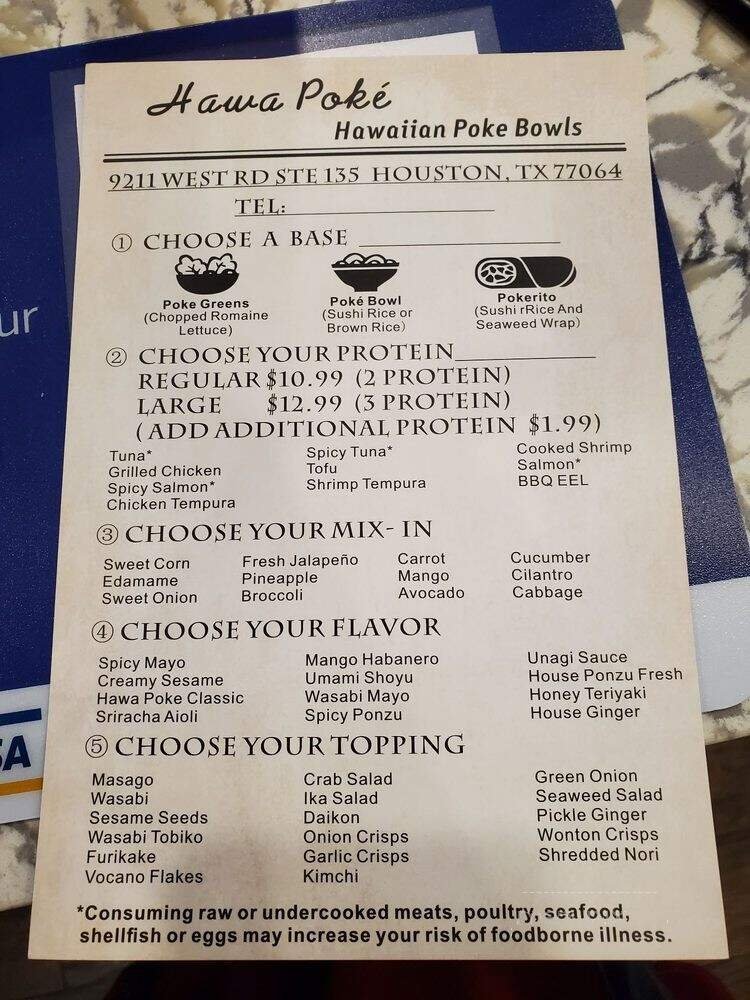 Hawa Poké
Hawaiian Poke Bowls
9211 WEST RD STE 135 HOUSTON, TX 77064
TEL:
① CHOOSE A BASE
Poke Greens
(Chopped Romaine
Lettuce)
Poké Bowl
(Sushi Rice or
Brown Rice)
Pokerito
(Sushi rRice And
Seaweed Wrap)
② CHOOSE YOUR PROTEIN
REGULAR $10.99 (2 PROTEIN)
LARGE $12.99 (3 PROTEIN)
(ADD ADDITIONAL PROTEIN $1.99)
Tuna*
Grilled Chicken
Spicy Salmon*
Chicken Tempura
Spicy Tuna*
Tofu
Shrimp Tempura
Cooked Shrimp
Salmon*
BBQ EEL
③ CHOOSE YOUR MIX- IN
Sweet Corn
Edamame
Sweet Onion
Fresh Jalapeño
Pineapple
Broccoli
Carrot
Mango
Avocado
Cucumber
Cilantro
Cabbage
④ CHOOSE YOUR FLAVOR
Spicy Mayo
Creamy Sesame
Hawa Poke Classic
Sriracha Aioli
Mango Habanero
Umami Shoyu
Wasabi Mayo
Spicy Ponzu
Unagi Sauce
House Ponzu Fresh
Honey Teriyaki
House Ginger
⑤ CHOOSE YOUR TOPPING
Masago
Wasabi
Sesame Seeds
Wasabi Tobiko
Furikake
Vocano Flakes
Crab Salad
Ika Salad
Daikon
Onion Crisps
Garlic Crisps
Kimchi
Green Onion
Seaweed Salad
Pickle Ginger
Wonton Crisps
Shredded Nori
*Consuming raw or undercooked meats, poultry, seafood,
shellfish or eggs may increase your risk of foodborne illness.
ur
SA